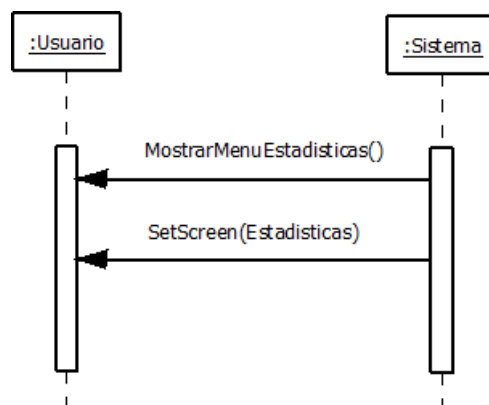 :Usuario
:Sistema
MostrarMenuEstadisticas()
SetScreen(Estadisticas)